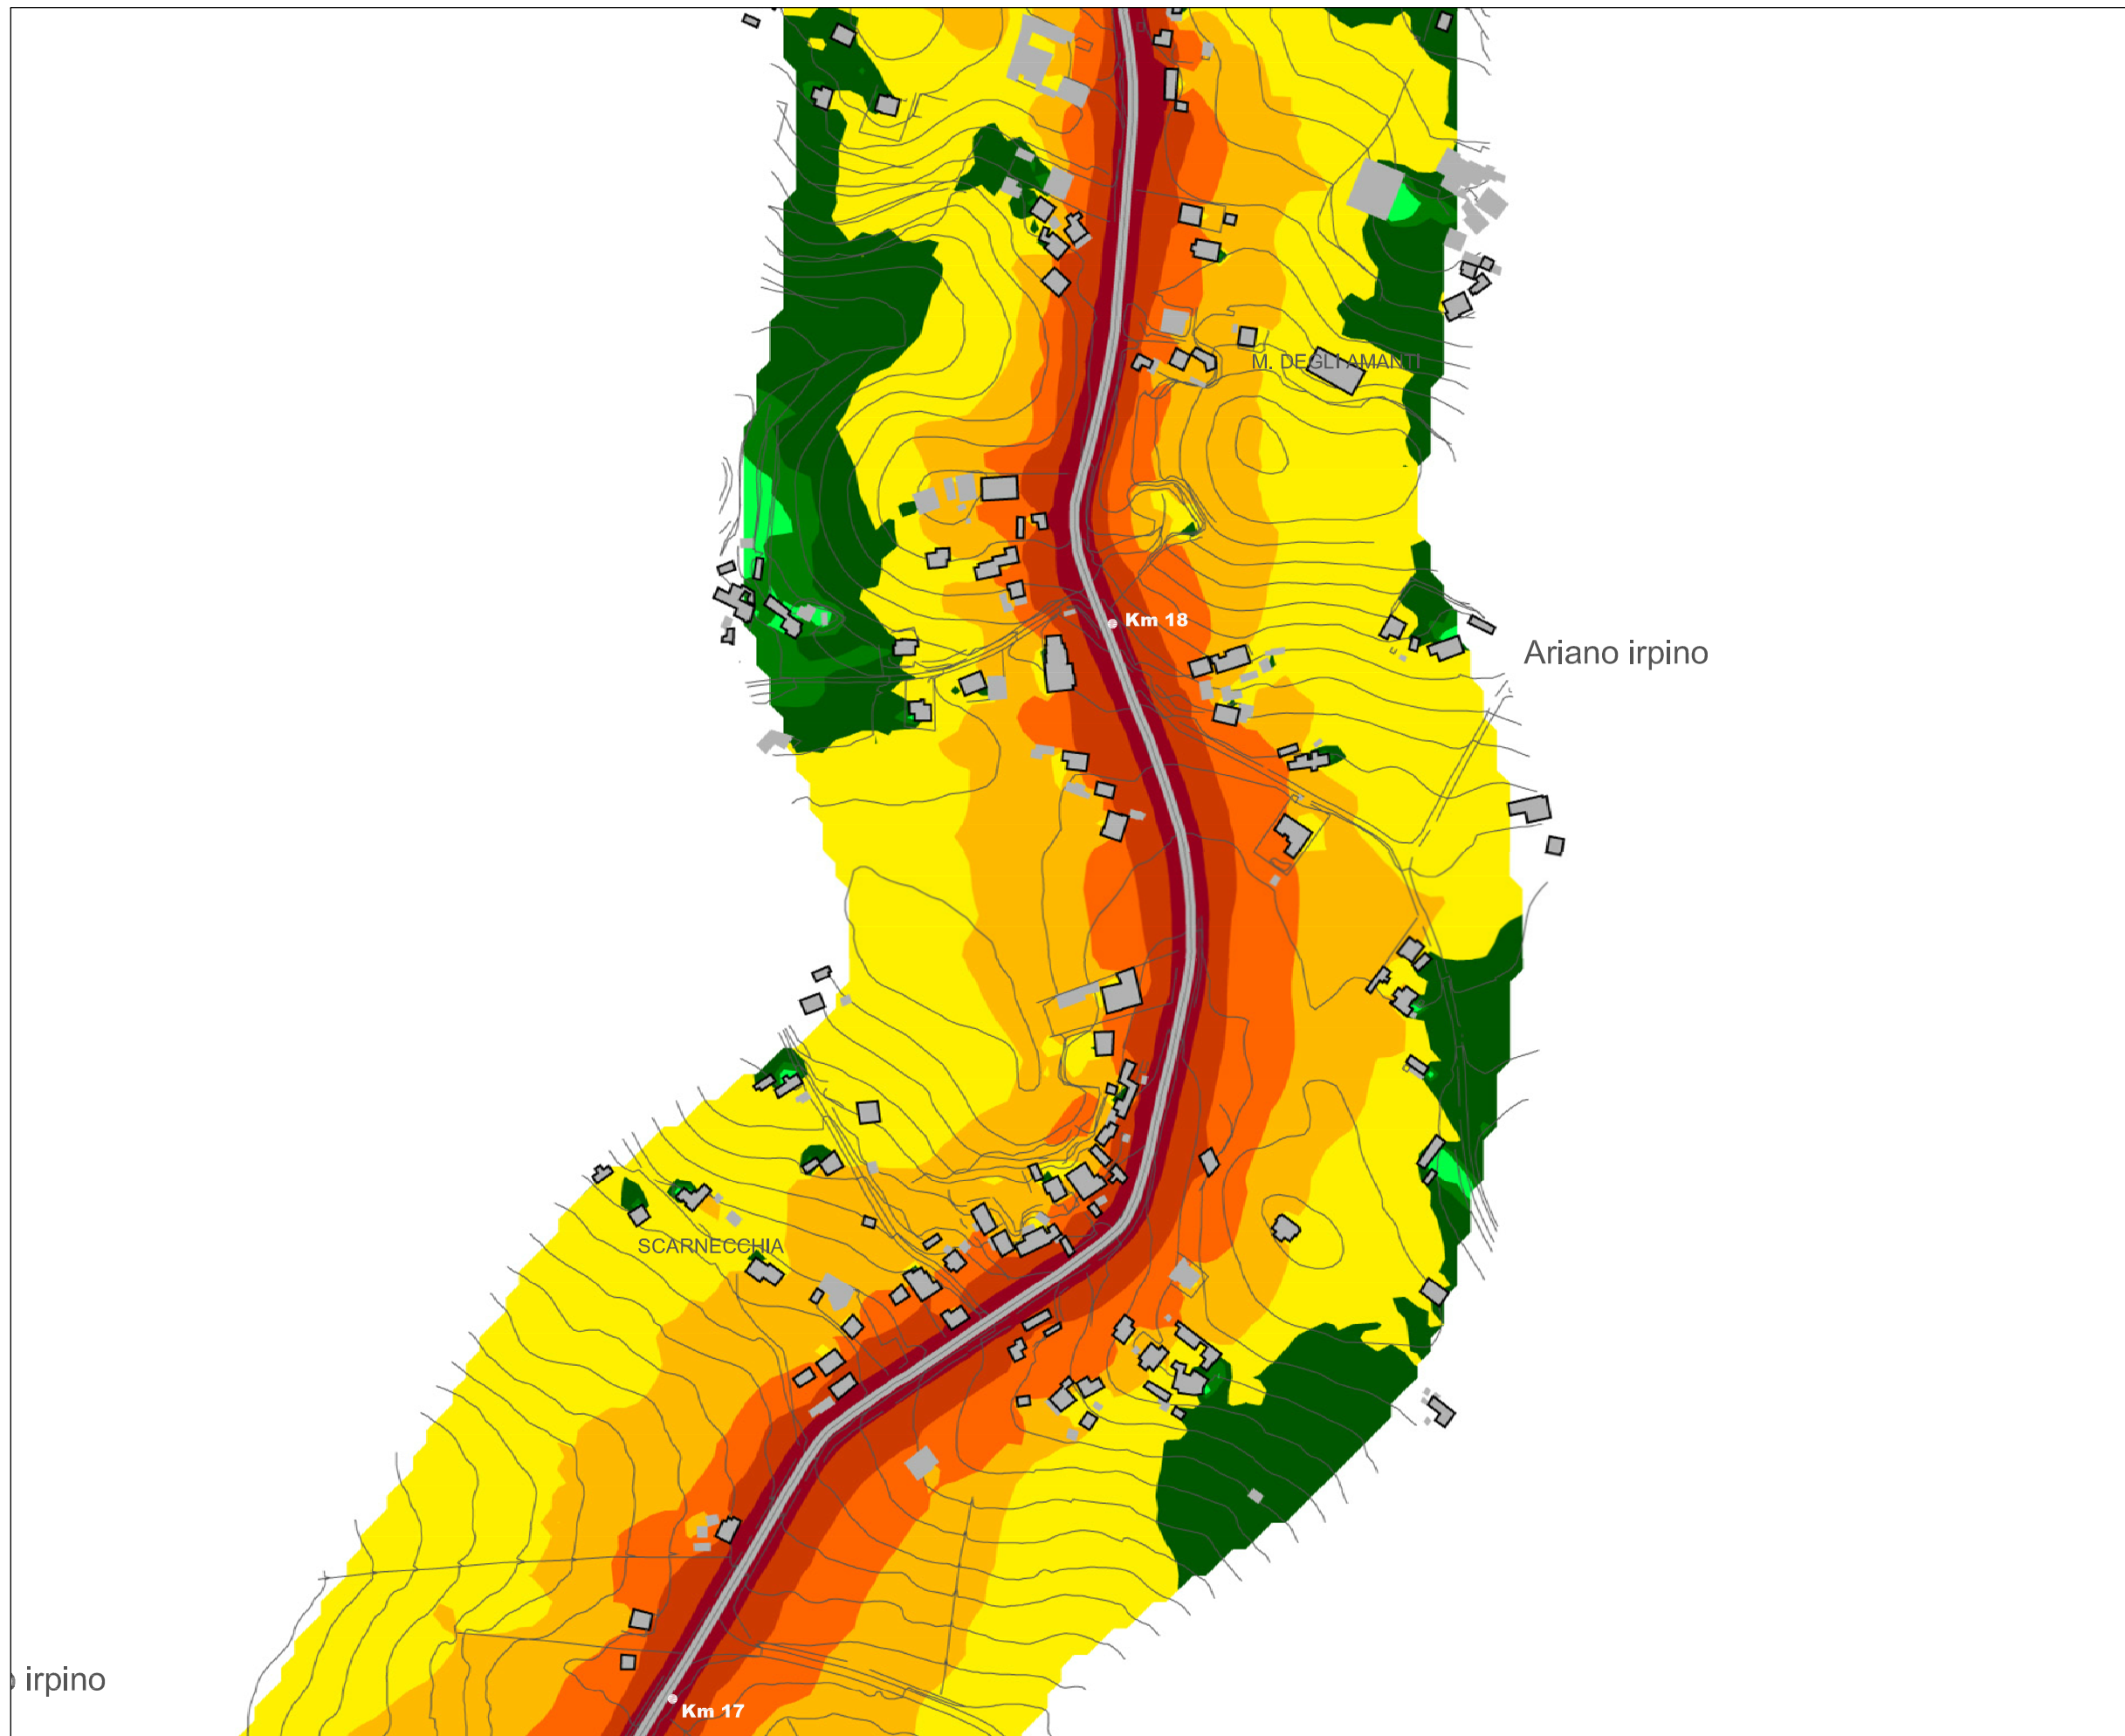 M. DEGLI AMANTI
Km 18
Ariano irpino
SCARNECCHIA
irpino
Km 17